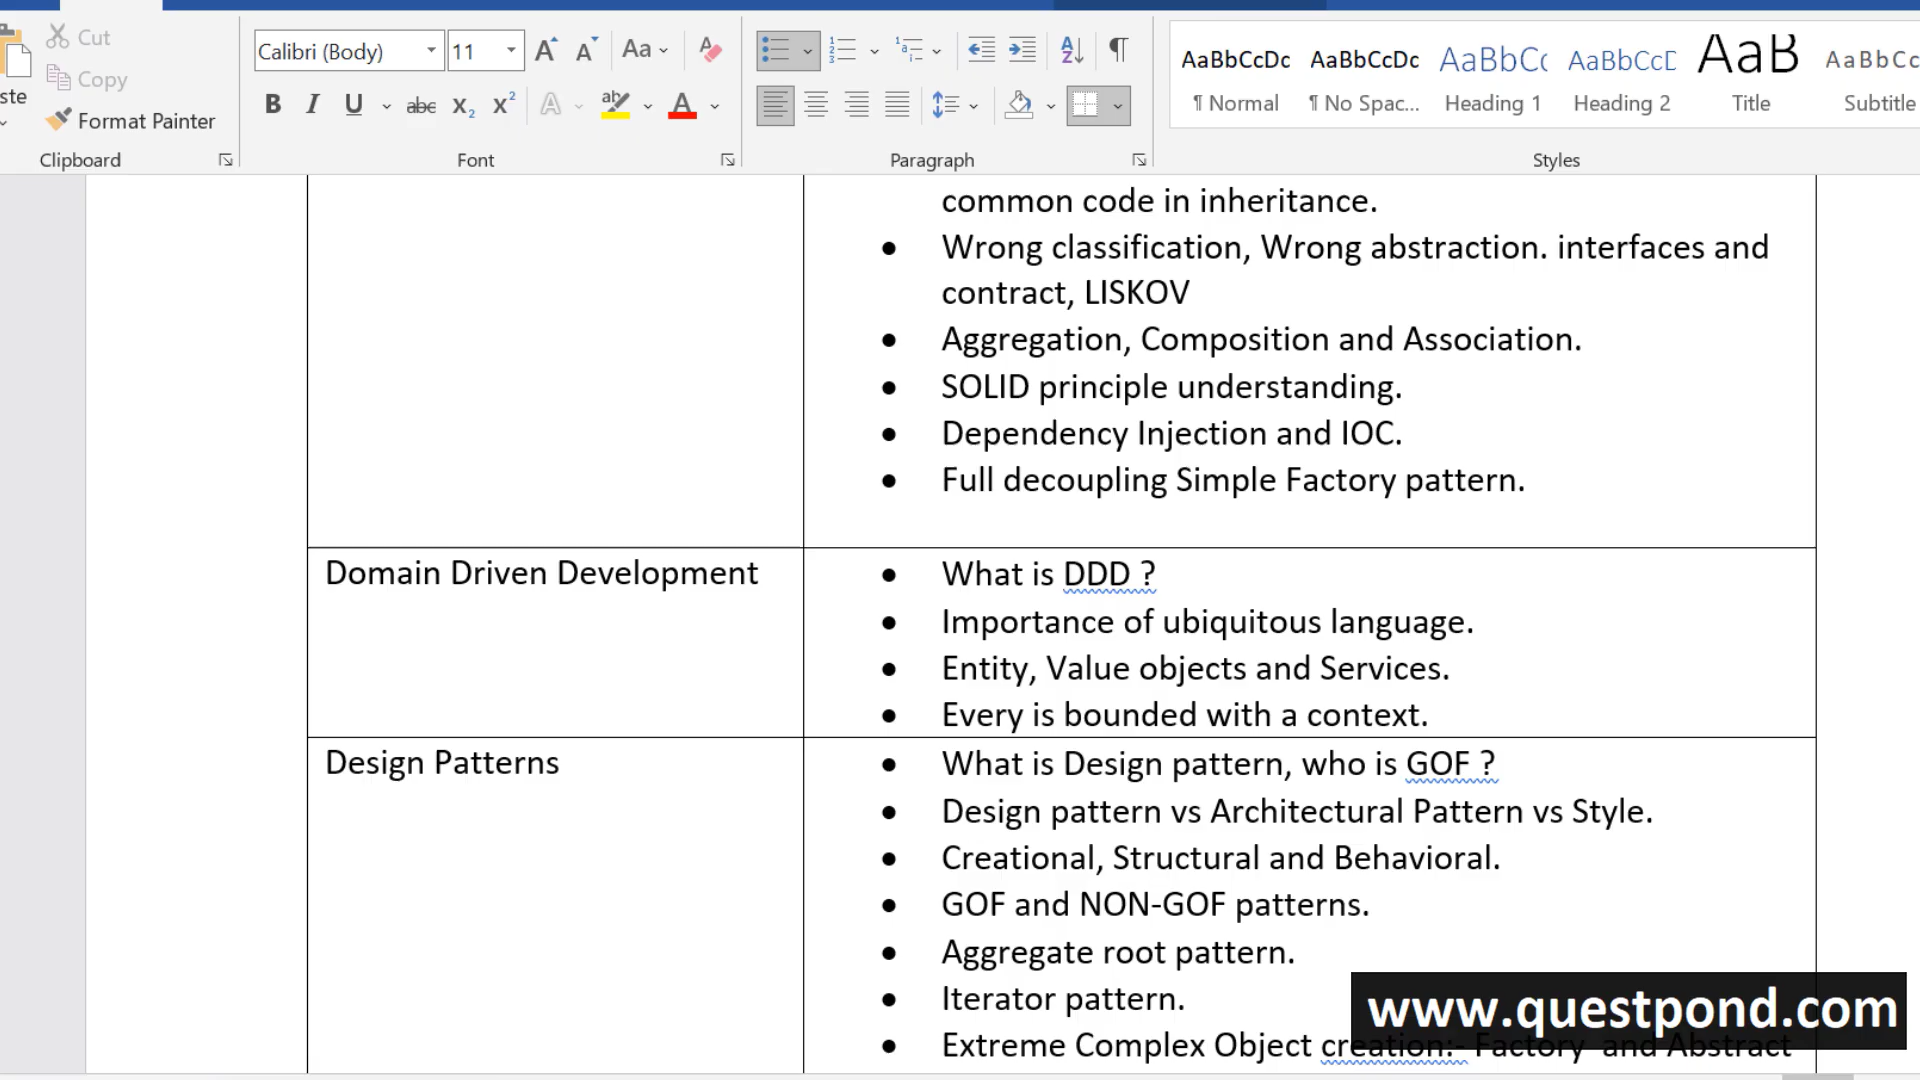 ste
Cut
Copy
Format Painter
Clipboard
Calibri (Body)
11
Aa
B I U abc X₂ X² A ab A
Font
Paragraph
AaBbCcDc
¶ Normal
AaBbCcDc
¶ No Spac...
AaBbCc
Heading 1
AaBbCcD
Heading 2
AaB
Title
AaBbCc
Subtitle
Styles
common code in inheritance.
• Wrong classification, Wrong abstraction. interfaces and
contract, LISKOV
• Aggregation, Composition and Association.
• SOLID principle understanding.
• Dependency Injection and IOC.
• Full decoupling Simple Factory pattern.
Domain Driven Development
• What is DDD ?
• Importance of ubiquitous language.
• Entity, Value objects and Services.
• Every is bounded with a context.
Design Patterns
• What is Design pattern, who is GOF ?
• Design pattern vs Architectural Pattern vs Style.
• Creational, Structural and Behavioral.
• GOF and NON-GOF patterns.
• Aggregate root pattern.
• Iterator pattern.
• Extreme Complex Object creation:- Factory and Abstract
www.questpond.com